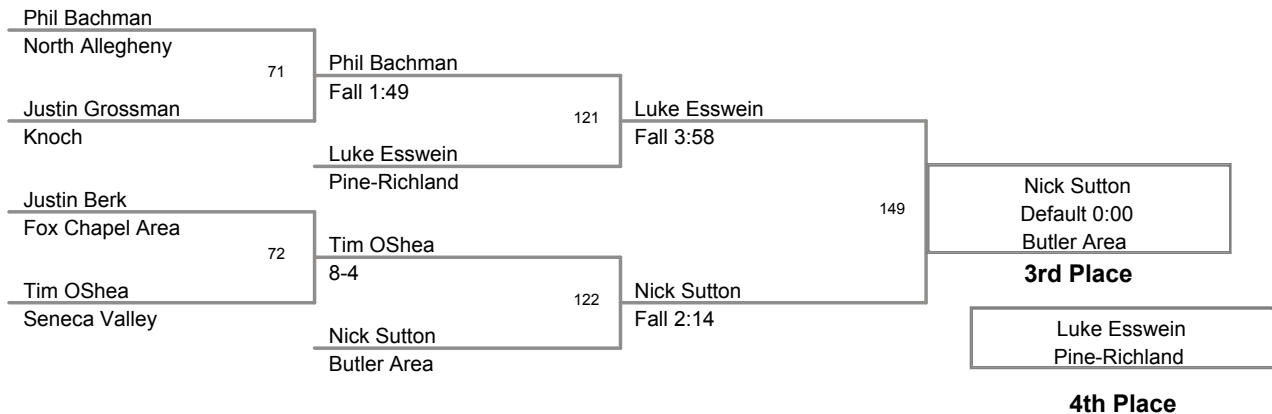 Phil Bachman
North Allegheny
71
Justin Grossman
Knoch
Phil Bachman
Fall 1:49
121
Luke Esswein
Pine-Richland
Justin Berk
Fox Chapel Area
72
Tim OShea
Seneca Valley
Tim OShea
8-4
122
Nick Sutton
Butler Area
Luke Esswein
Fall 3:58
149
Nick Sutton
Fall 2:14
Nick Sutton
Default 0:00
Butler Area
3rd Place
Luke Esswein
Pine-Richland
4th Place